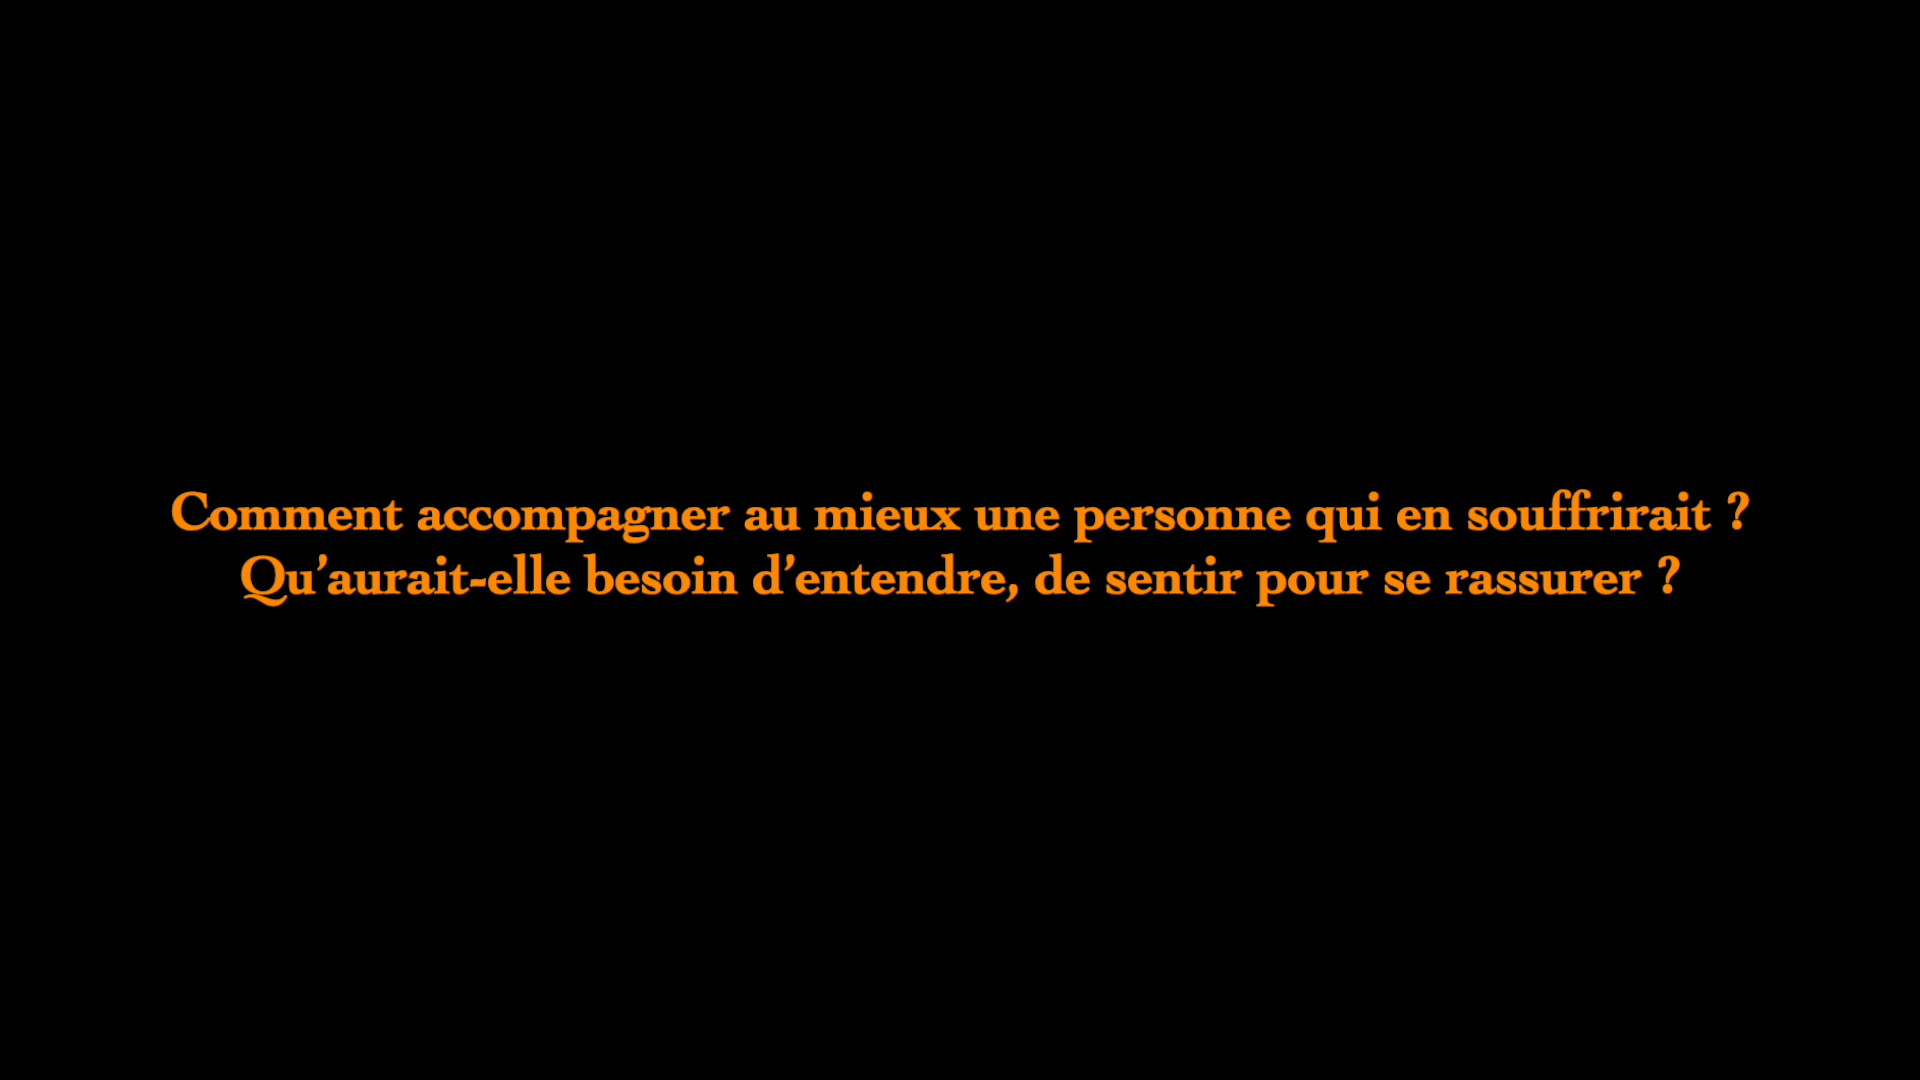 Comment accompagner au mieux une personne qui en souffrirait ?
Qu’aurait-elle besoin d’entendre, de sentir pour se rassurer ?